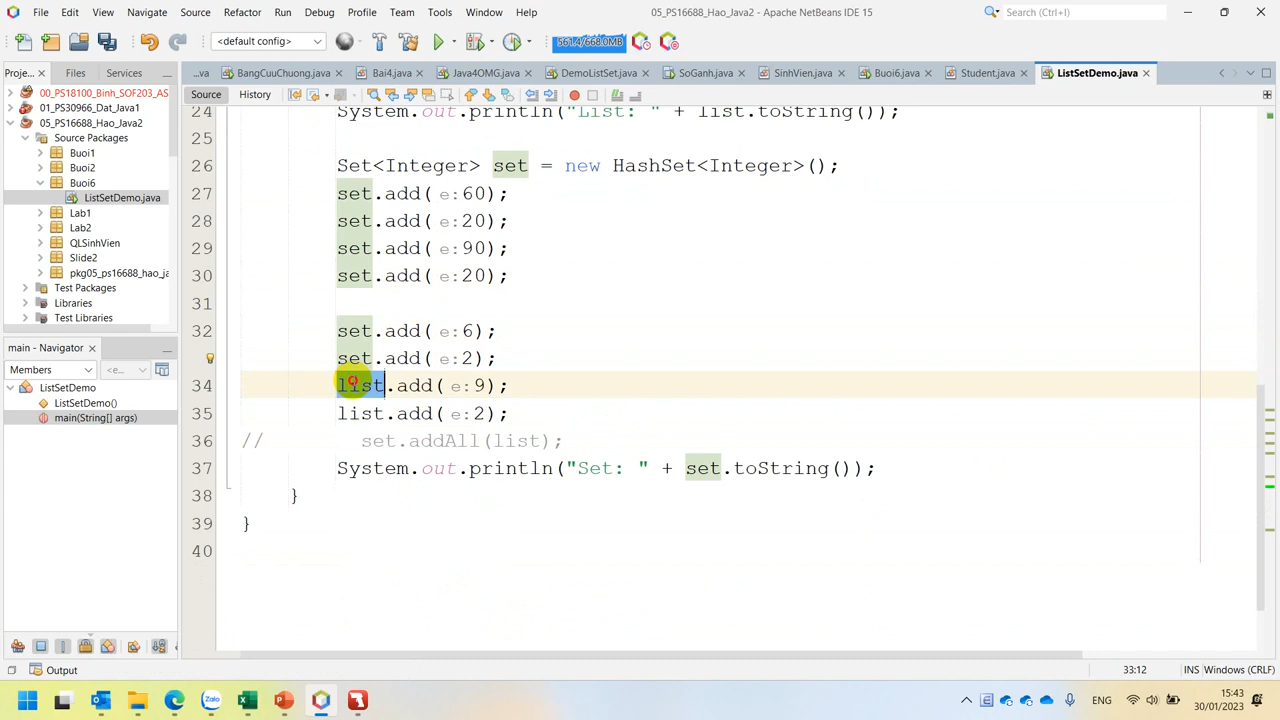 File Edit View Navigate Source Refactor Run Debug Profile Team Tools Window Help
05_PS16688_Hao_Java2 - Apache NetBeans IDE 15
Search (Ctrl+I)
<default config>
561.4/668.0MB
Proje...
Files
Services
...va
BangCuuChuong.java
Bai4.java
Java4OMG.java
DemoListSet.java
SoGanh.java
SinhVien.java
Buoi6.java
Student.java
ListSetDemo.java
Source
History
00_PS18100_Binh_SOF203_AS
01_PS30966_Dat_Java1
05_PS16688_Hao_Java2
Source Packages
Buoi1
Buoi2
Buoi6
ListSetDemo.java
Lab1
Lab2
QLSinhVien
Slide2
pkg05_ps16688_hao_ja
Test Packages
Libraries
Test Libraries
main - Navigator
Members
<e...
ListSetDemo
ListSetDemo()
main(String[] args)
24 System.out.println("List: " + list.toString());
25
26 Set<Integer> set = new HashSet<Integer>();
27 set.add( e: 60);
28 set.add( e: 20);
29 set.add( e: 90);
30 set.add( e: 20);
31
32 set.add( e: 6);
set.add( e: 2);
34 list.add( e: 9);
35 list.add( e: 2);
36 // set.addAll(list);
37 System.out.println("Set: " + set.toString());
38 }
39 }
40
Output
33:12
INS
Windows (CRLF)
ENG
15:43
30/01/2023